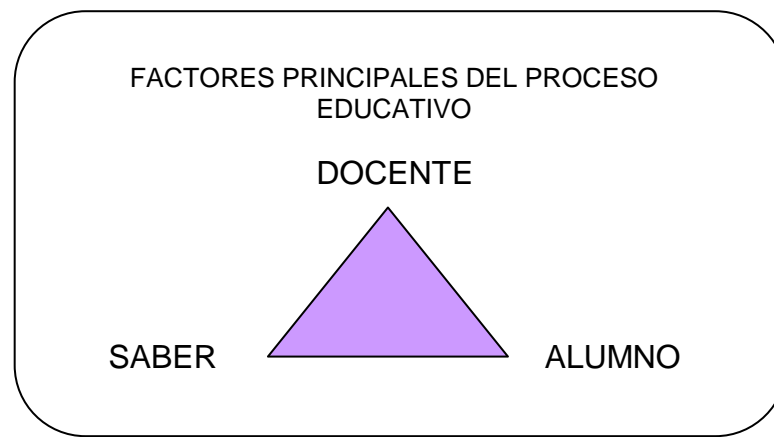 FACTORES PRINCIPALES DEL PROCESO
EDUCATIVO
DOCENTE
SABER
ALUMNO